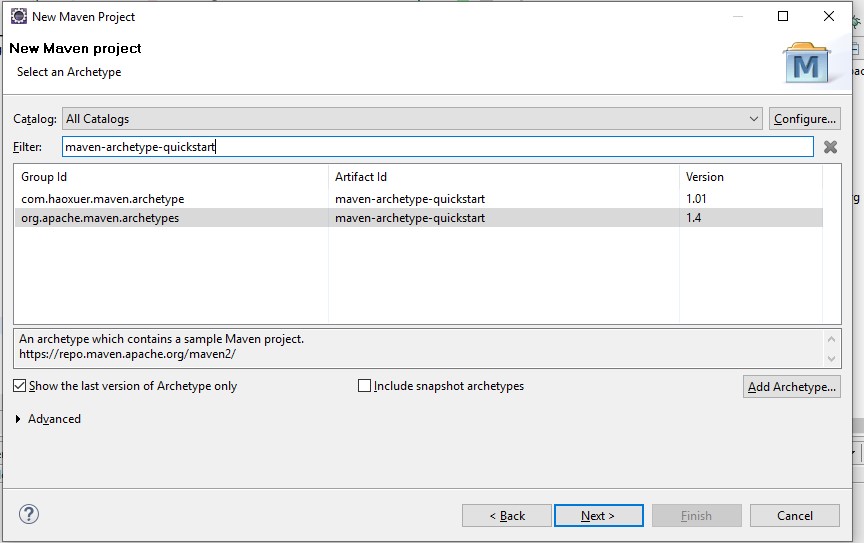 New Maven Project
New Maven project
Select an Archetype
M
Catalog: All Catalogs Configure...
Filter: maven-archetype-quickstart
Group Id Artifact Id Version
com.haoxuer.maven.archetype maven-archetype-quickstart 1.01
org.apache.maven.archetypes maven-archetype-quickstart 1.4
An archetype which contains a sample Maven project.
https://repo.maven.apache.org/maven2/
Show the last version of Archetype only Include snapshot archetypes Add Archetype...
Advanced
? < Back Next > Finish Cancel